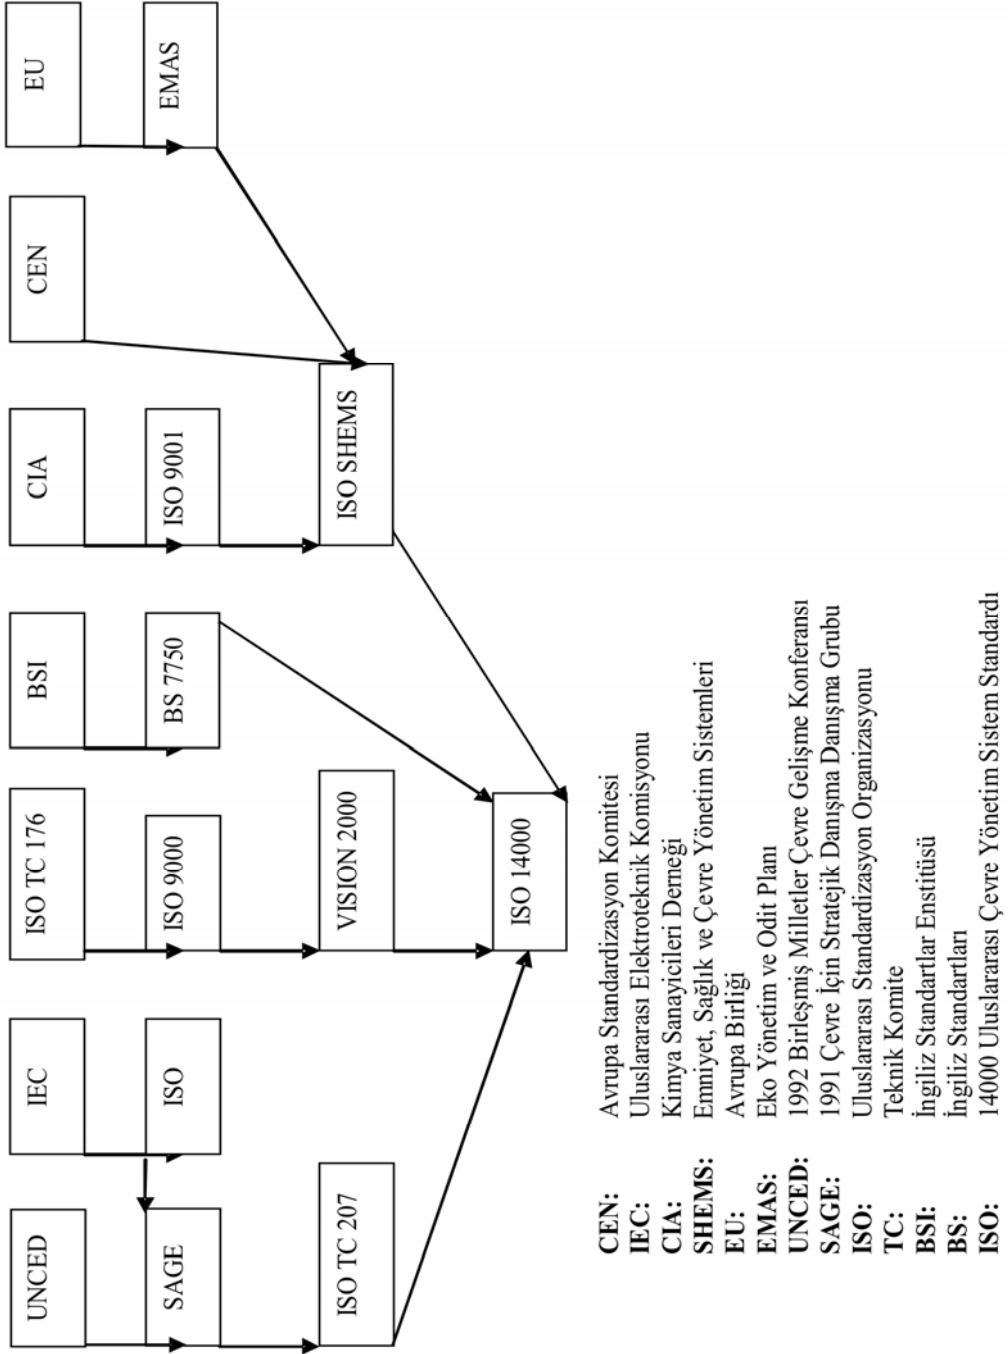 UNCED
IEC
ISO TC 176
BSI
CIA
CEN
EU
SAGE
ISO
ISO 9000
BS 7750
ISO 9001
EMAS
ISO TC 207
VISION 2000
ISO SHEMS
ISO 14000
CEN: Avrupa Standardizasyon Komitesi
IEC: Uluslararası Elektroteknik Komisyonu
CIA: Kimya Sanayicileri Derneği
SHEMS: Emniyet, Sağlık ve Çevre Yönetim Sistemleri
EU: Avrupa Birliği
EMAS: Eko Yönetim ve Odit Planı
UNCED: 1992 Birleşmiş Milletler Çevre Gelişme Konferansı
SAGE: 1991 Çevre İçin Stratejik Danışma Danışma Grubu
ISO: Uluslararası Standardizasyon Organizasyonu
TC: Teknik Komite
BSI: İngiliz Standartlar Enstitüsü
BS: İngiliz Standartları
ISO: 14000 Uluslararası Çevre Yönetim Sistem Standardı